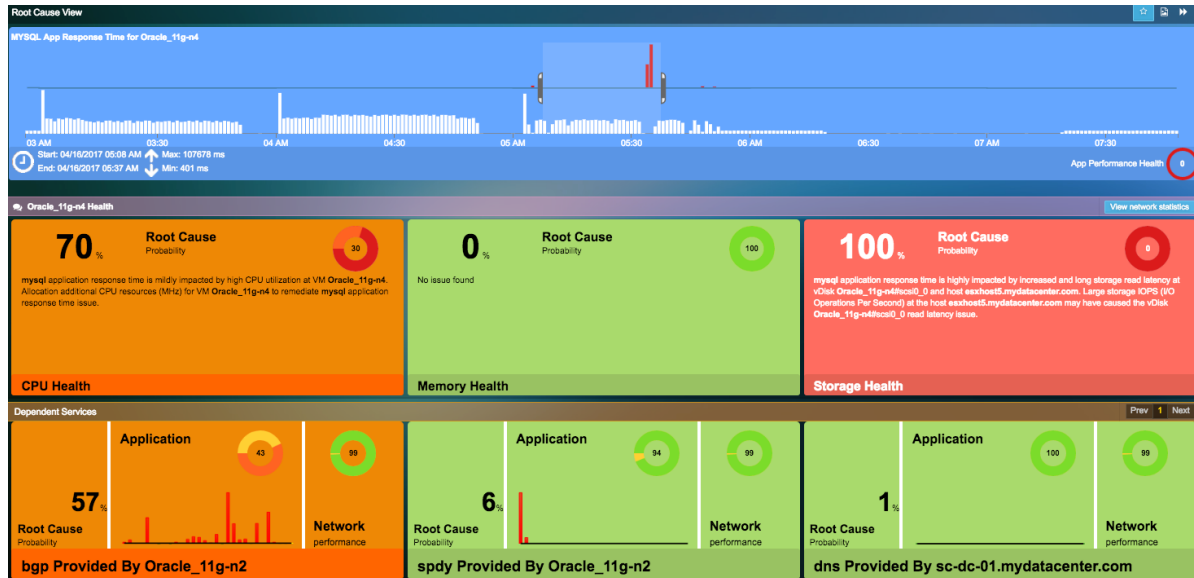 Root Cause View
MYSQL App Response Time for Oracle_11g-n4
03 AM 03:30 04 AM 04:30 05 AM 05:30 06 AM 06:30 07 AM 07:30
Start: 04/16/2017 05:08 AM Max: 107678 ms
End: 04/16/2017 05:37 AM Min: 401 ms
App Performance Health 0
Oracle_11g-n4 Health View network statistics
70% Root Cause
Probability
30
mysql application response time is mildly impacted by high CPU utilization at VM Oracle_11g-n4.
Allocation additional CPU resources (MHz) for VM Oracle_11g-n4 to remediate mysql application
response time issue.
CPU Health
0% Root Cause
Probability
100
No issue found
Memory Health
100% Root Cause
Probability
0
mysql application response time is highly impacted by increased and long storage read latency at
vDisk Oracle_11g-n4#scsi0_0 and host esxhost5.mydatacenter.com. Large storage IOPS (I/O
Operations Per Second) at the host esxhost5.mydatacenter.com may have caused the vDisk
Oracle_11g-n4#scsi0_0 read latency issue.
Storage Health
Dependent Services Prev 1 Next
57%
Root Cause
Probability
Application
43
99
Network
performance
bgp Provided By Oracle_11g-n2
6%
Root Cause
Probability
Application
94
99
Network
performance
spdy Provided By Oracle_11g-n2
1%
Root Cause
Probability
Application
100
99
Network
performance
dns Provided By sc-dc-01.mydatacenter.com